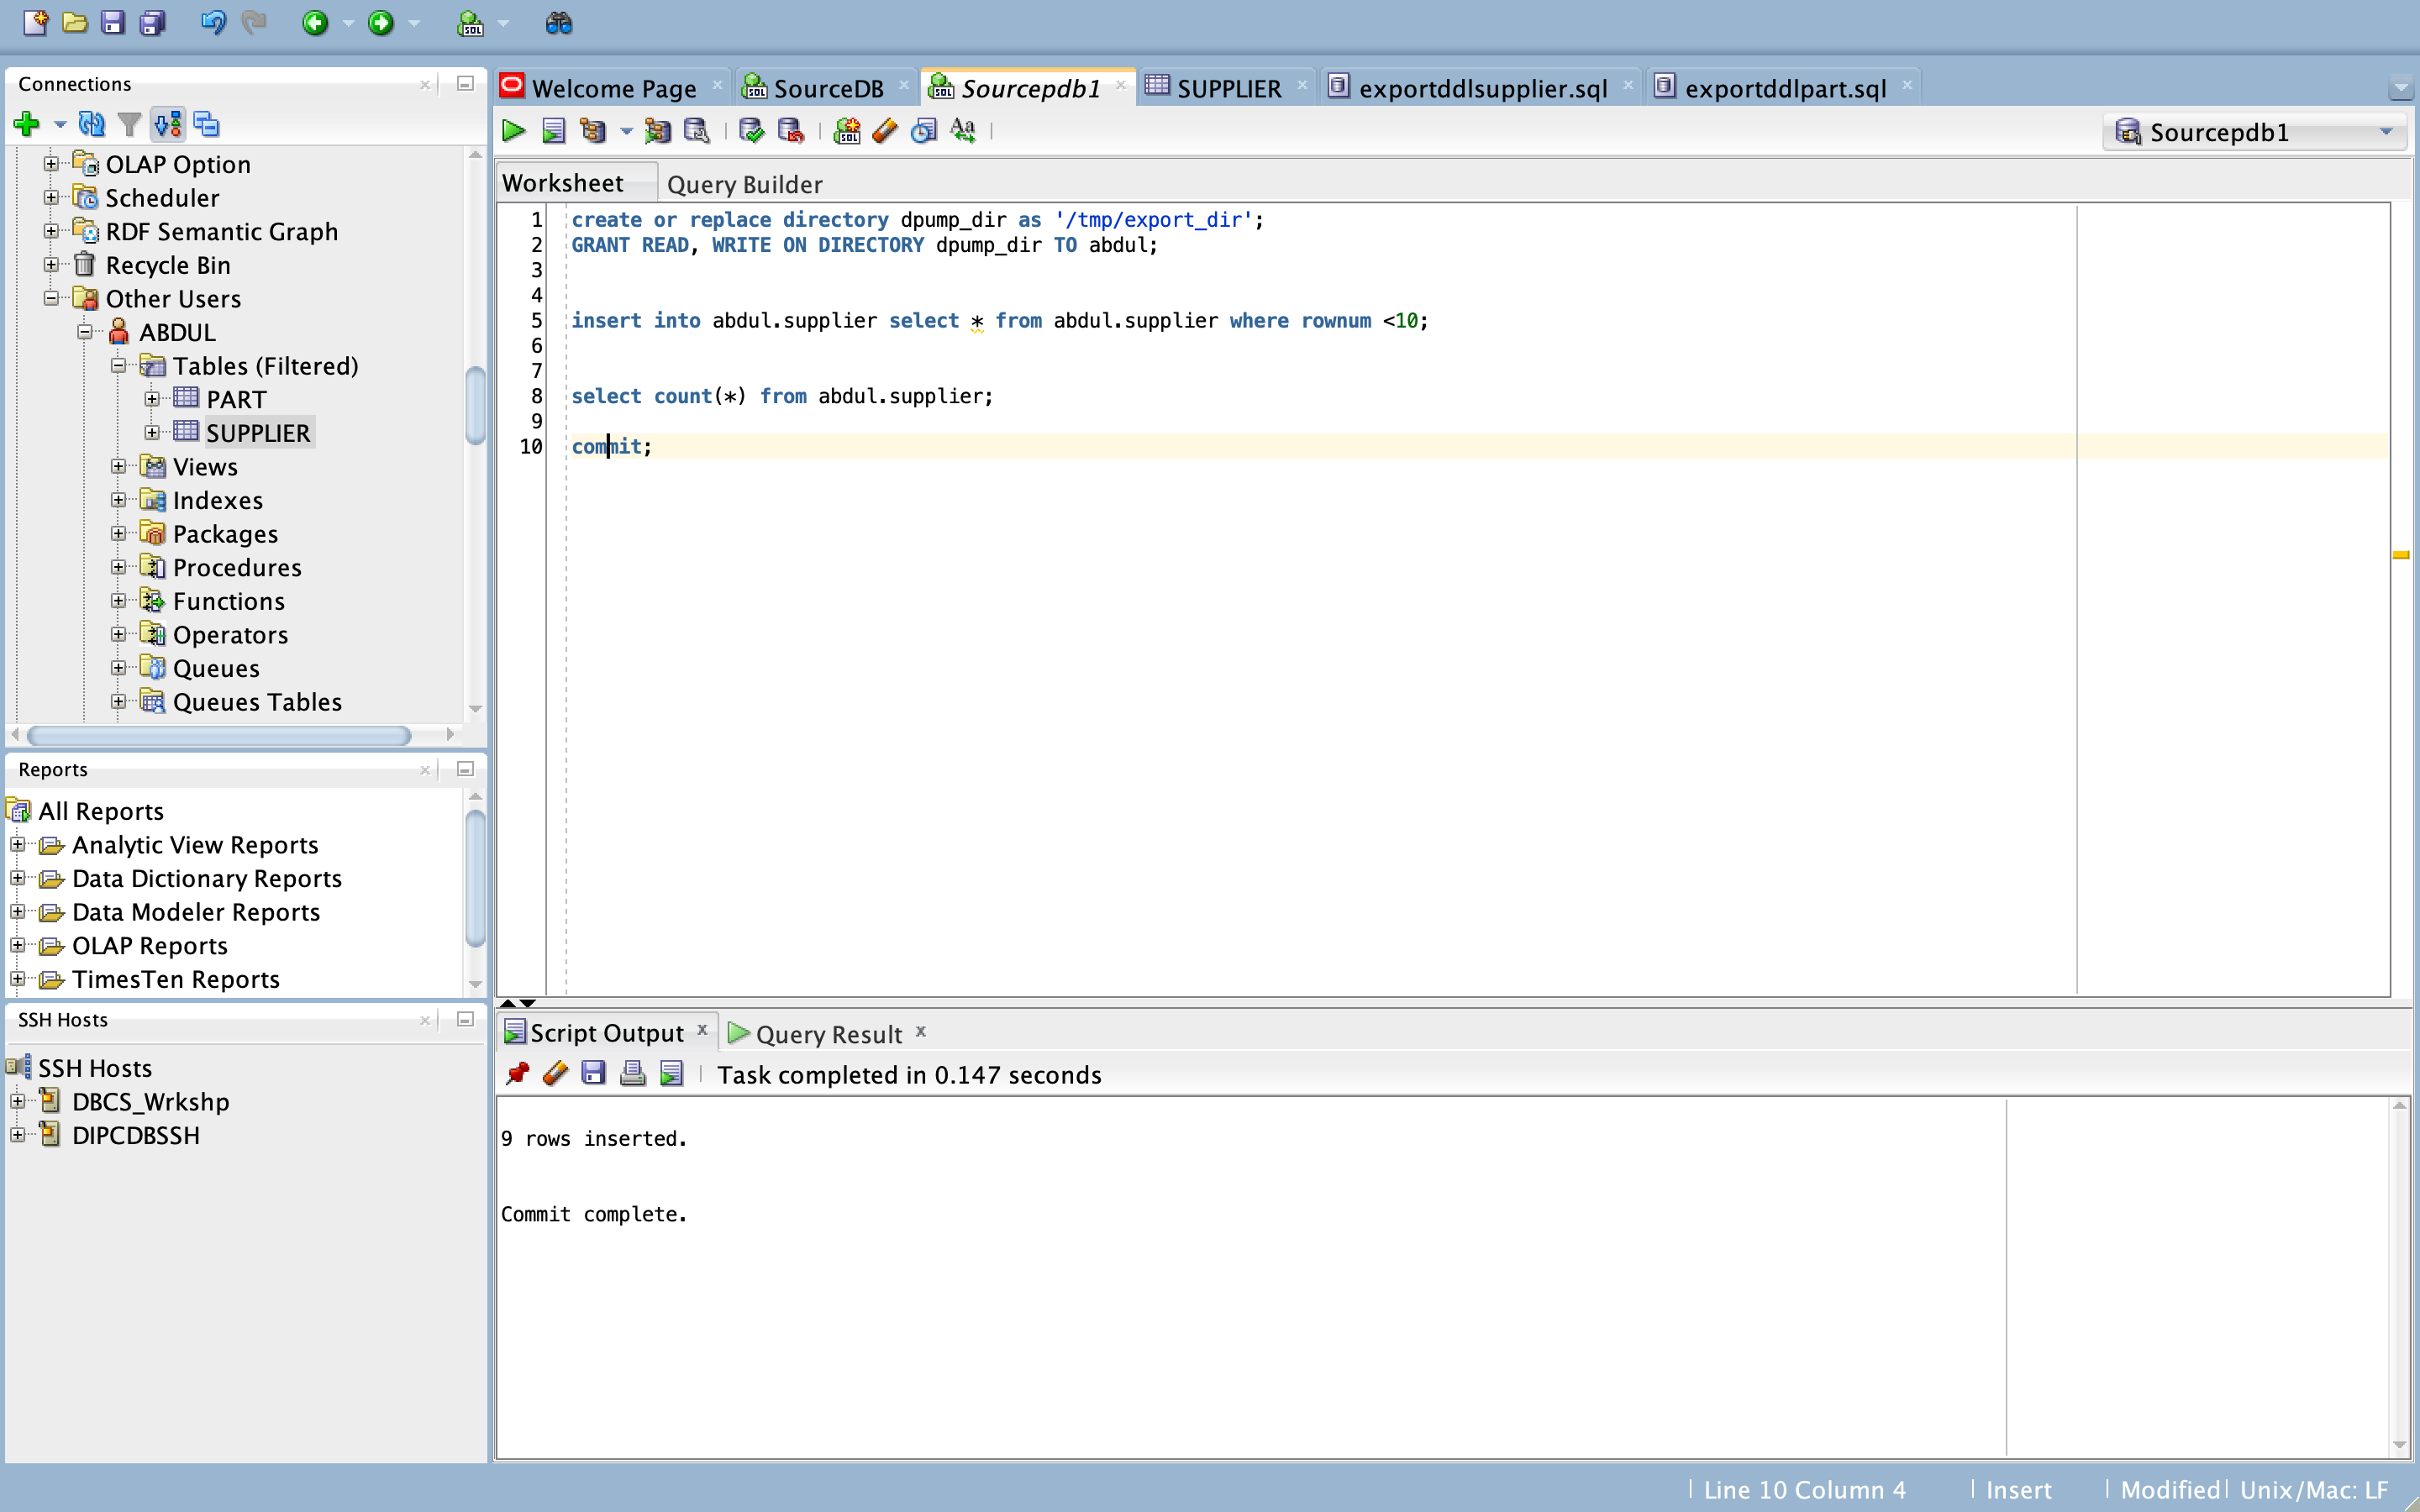 Connections
OLAP Option
Scheduler
RDF Semantic Graph
Recycle Bin
Other Users
ABDUL
Tables (Filtered)
PART
SUPPLIER
Views
Indexes
Packages
Procedures
Functions
Operators
Queues
Queues Tables
Reports
All Reports
Analytic View Reports
Data Dictionary Reports
Data Modeler Reports
OLAP Reports
TimesTen Reports
SSH Hosts
SSH Hosts
DBCS_Wrkshp
DIPCDBSSH
Welcome Page SourceDB Sourcepdb1 SUPPLIER exportddlsupplier.sql exportddlpart.sql
Sourcepdb1
Worksheet Query Builder
1 create or replace directory dpump_dir as '/tmp/export_dir';
2 GRANT READ, WRITE ON DIRECTORY dpump_dir TO abdul;
3
4
5 insert into abdul.supplier select * from abdul.supplier where rownum <10;
6
7
8 select count(*) from abdul.supplier;
9
10 commit;
Script Output Query Result
Task completed in 0.147 seconds
9 rows inserted.
Commit complete.
Line 10 Column 4 Insert Modified Unix/Mac: LF